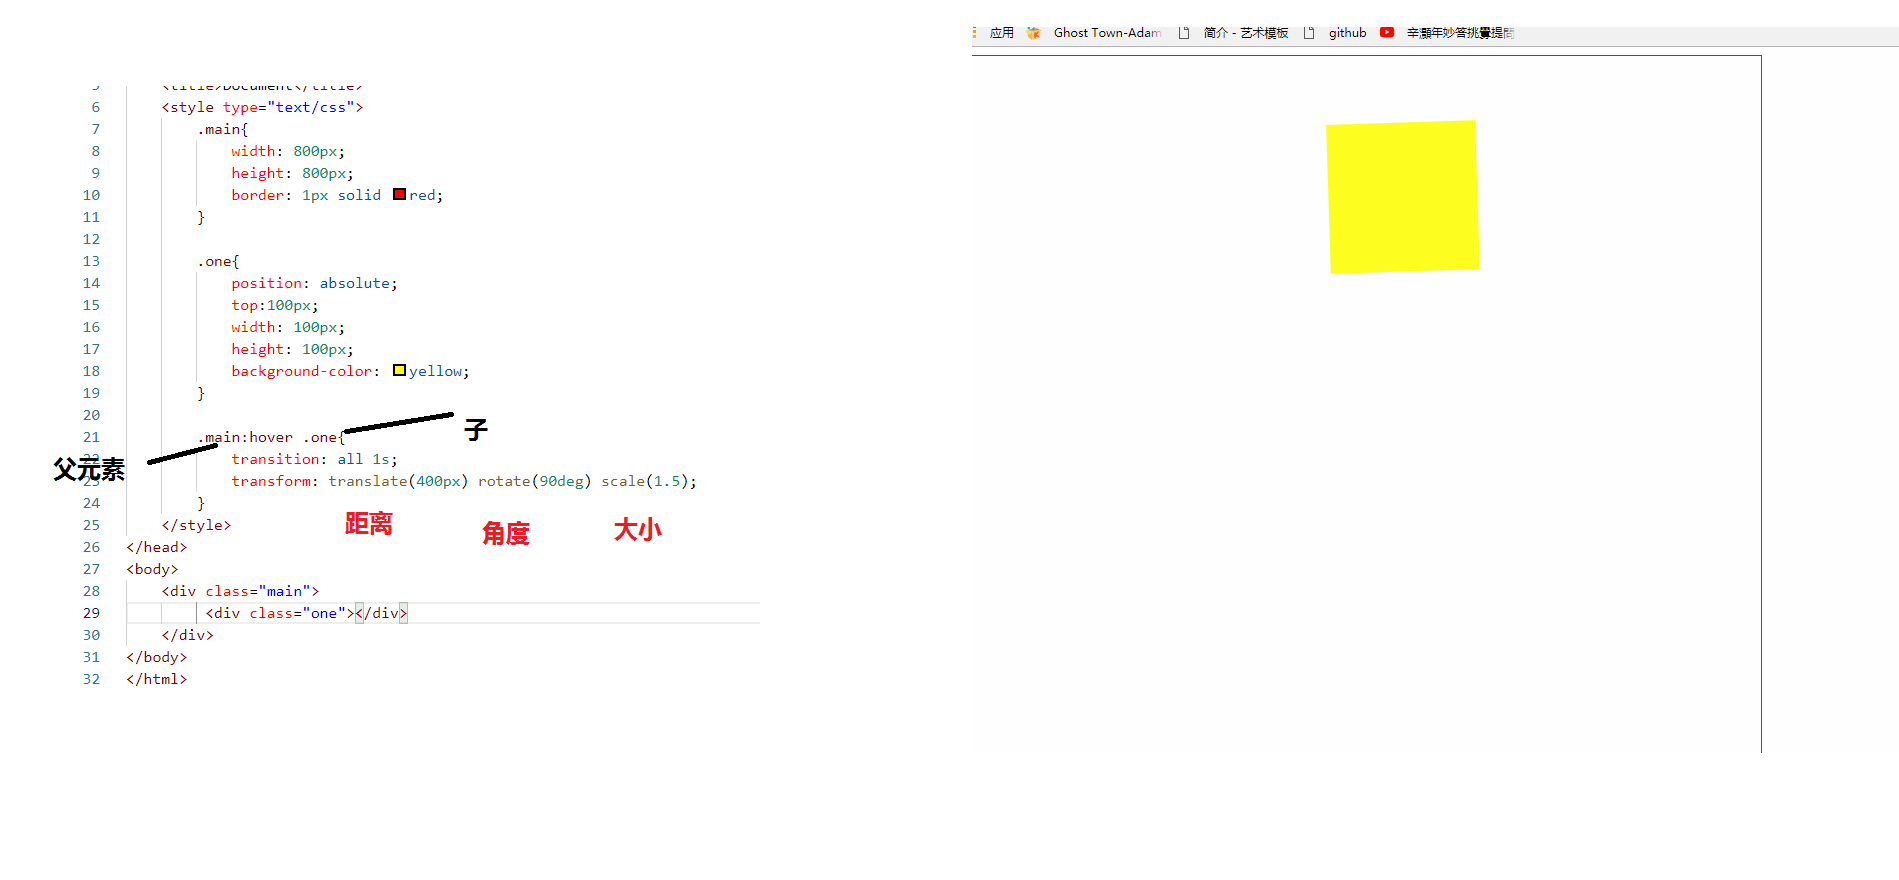 应用 Ghost Town-Adam 简介 - 艺术模板 github 辛灝年妙答挑釁提問
5 <title>Document</title>
6 <style type="text/css">
7 .main{
8 width: 800px;
9 height: 800px;
10 border: 1px solid red;
11 }
12
13 .one{
14 position: absolute;
15 top:100px;
16 width: 100px;
17 height: 100px;
18 background-color: yellow;
19 }
20
子
21 .main:hover .one{
父元素
22 transition: all 1s;
23 transform: translate(400px) rotate(90deg) scale(1.5);
24 }
距离 角度 大小
25 </style>
26 </head>
27 <body>
28 <div class="main">
29 <div class="one"></div>
30 </div>
31 </body>
32 </html>